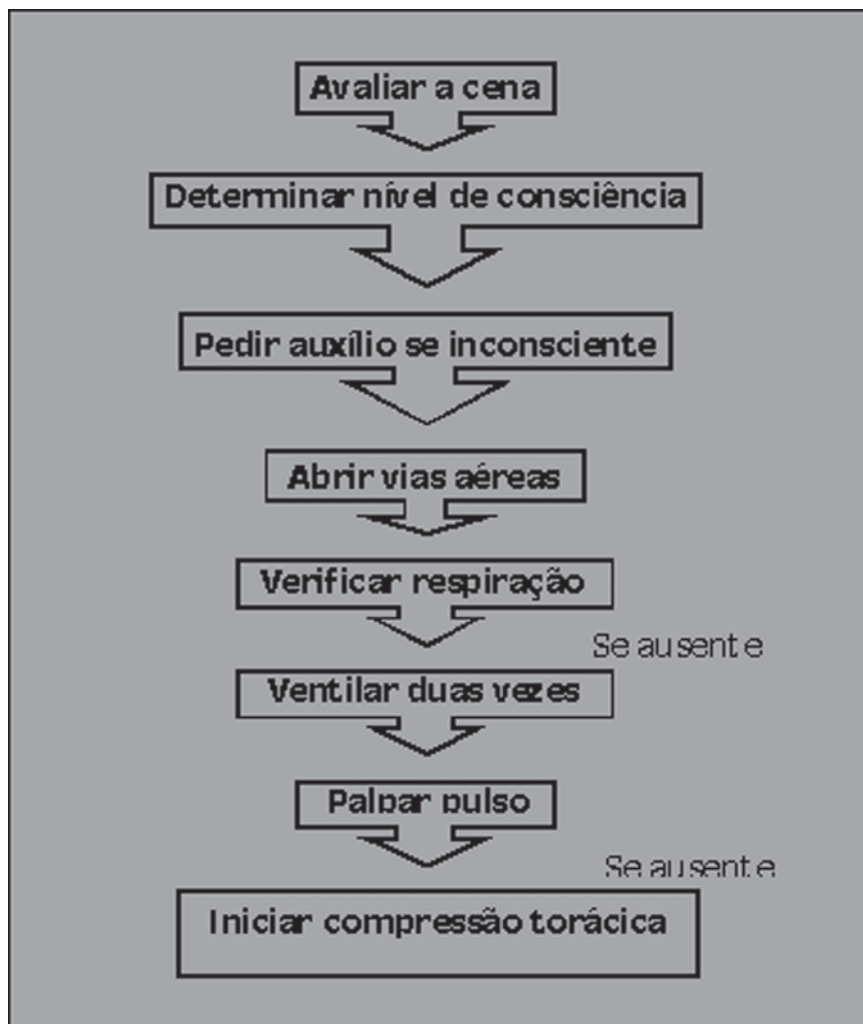 Avaliar a cena
Determinar nível de consciência
Pedir auxílio se inconsciente
Abrir vias aéreas
Verificar respiração
Se ausente
Ventilar duas vezes
Palpar pulso
Se ausente
Iniciar compressão torácica